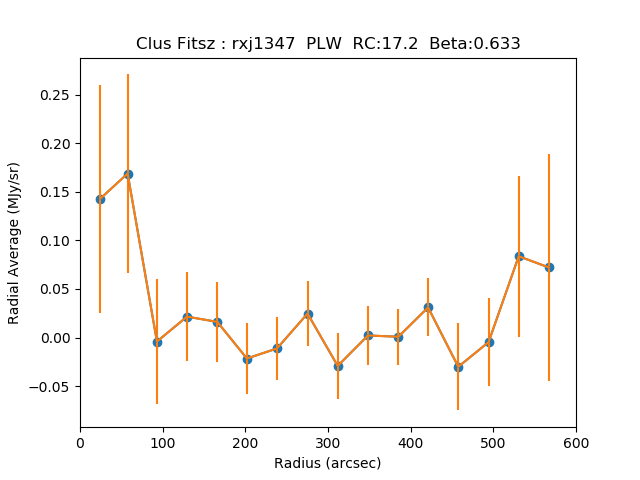 Clus Fitsz : rxj1347  PLW  RC:17.2  Beta:0.633
Radial Average (MJy/sr)
0.25
0.20
0.15
0.10
0.05
0.00
−0.05
0 100 200 300 400 500 600
Radius (arcsec)